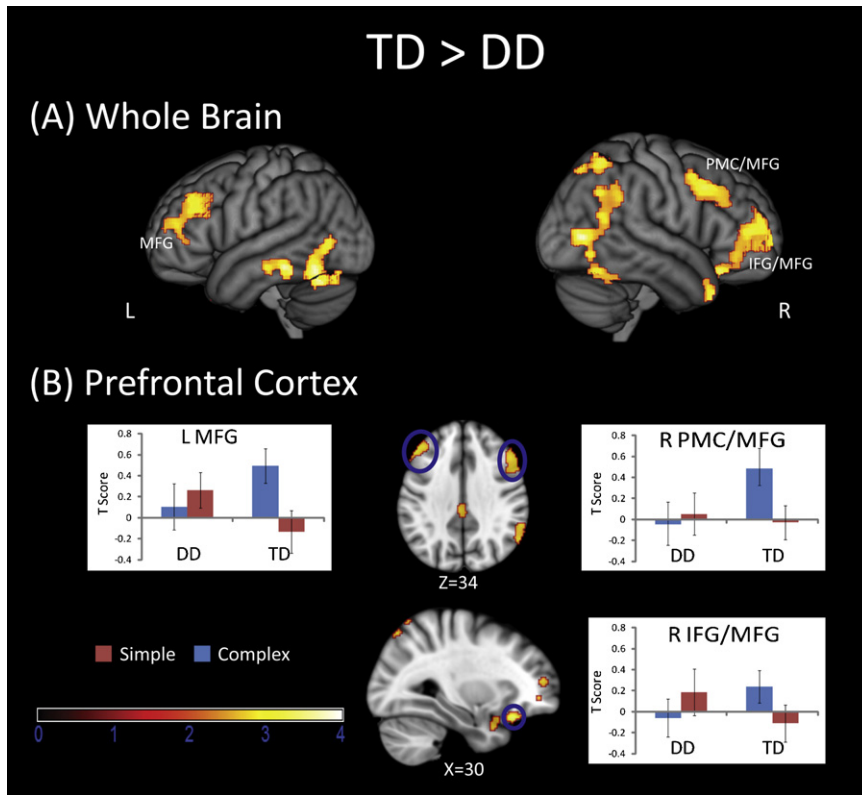 TD > DD
(A) Whole Brain
PMC/MFG
MFG
IFG/MFG
L
R
(B) Prefrontal Cortex
L MFG
0.8
0.6
0.4
0.2
0
-0.2
-0.4
T Score
DD
TD
Z=34
R PMC/MFG
0.8
0.6
0.4
0.2
0
-0.2
-0.4
T Score
DD
TD
Simple
Complex
0
1
2
3
4
X=30
R IFG/MFG
0.8
0.6
0.4
0.2
0
-0.2
-0.4
T Score
DD
TD